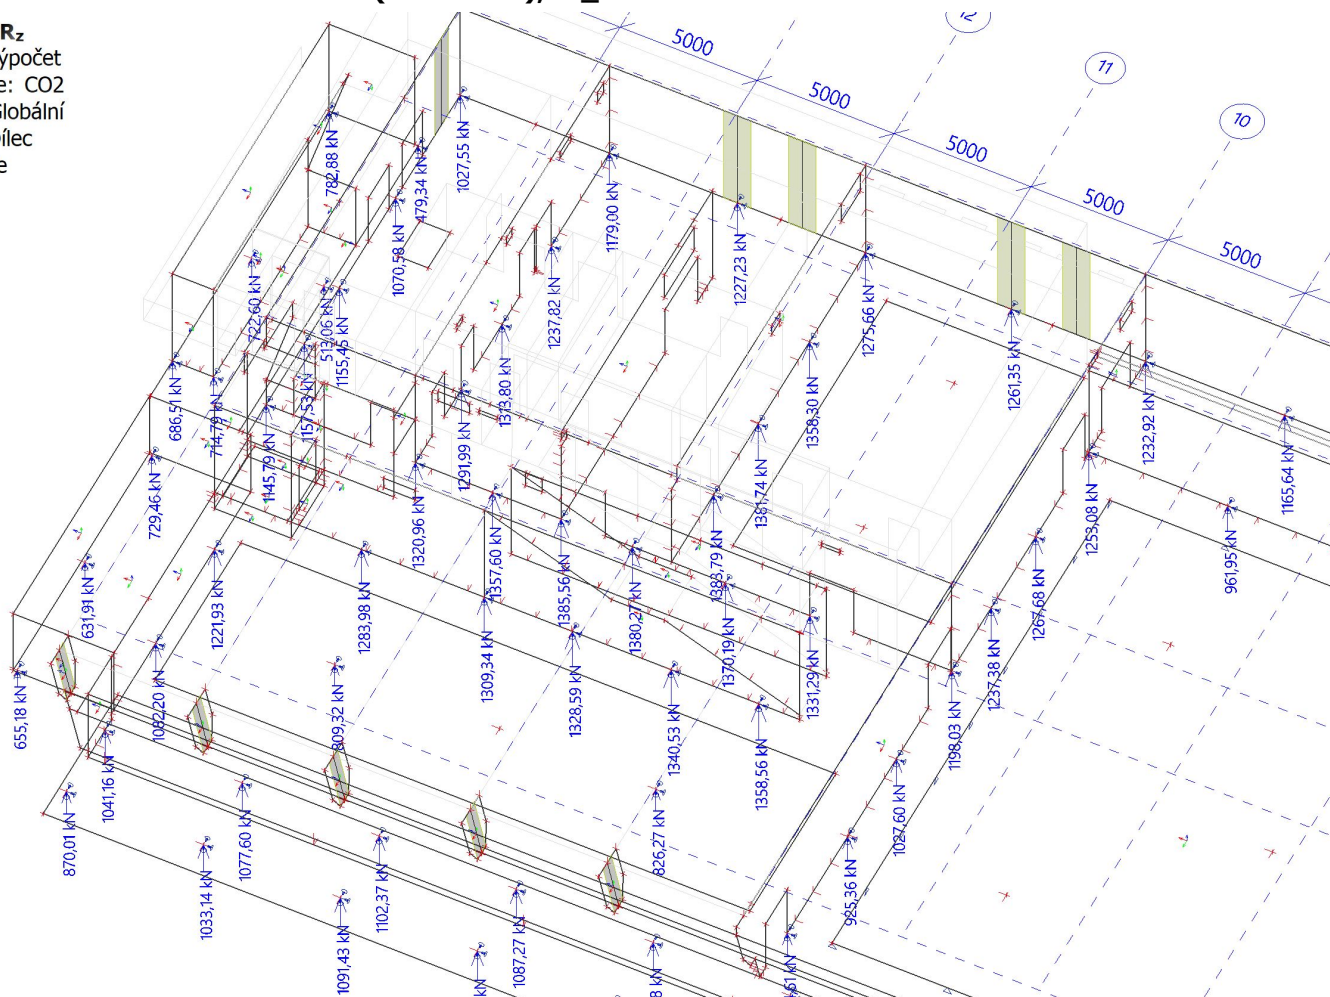 Rz
ýpočet
e: CO2
Globální
Dílec
e
12
11
10
5000
5000
5000
5000
5000
782,88 kN
479,34 kN
1027,55 kN
1070,58 kN
1179,00 kN
1227,23 kN
1237,82 kN
1275,66 kN
722,60 kN
513,06 kN
1155,45 kN
1313,80 kN
1358,30 kN
1261,35 kN
686,51 kN
714,79 kN
1157,53 kN
1145,79 kN
1291,99 kN
1381,74 kN
1232,92 kN
1165,64 kN
729,46 kN
1320,96 kN
1357,60 kN
1385,56 kN
1383,79 kN
1253,08 kN
961,95 kN
631,91 kN
1221,93 kN
1283,98 kN
1309,34 kN
1380,27 kN
1370,19 kN
1331,29 kN
1267,68 kN
1237,38 kN
655,18 kN
1082,20 kN
809,32 kN
1328,59 kN
1340,53 kN
1358,56 kN
1198,03 kN
1041,16 kN
870,01 kN
1077,60 kN
826,27 kN
1027,60 kN
925,36 kN
1033,14 kN
1102,37 kN
1087,27 kN
1091,43 kN
kN
8 kN
,61 kN